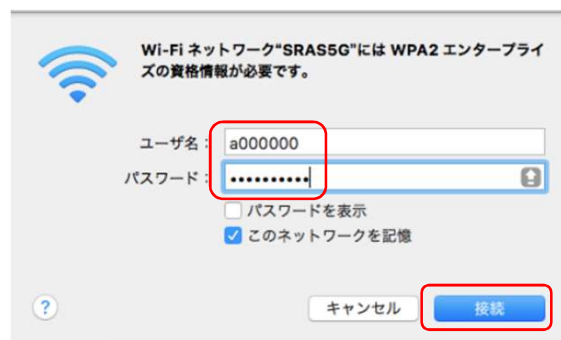 Wi-Fi ネットワーク“SRAS5G”には WPA2 エンタープライ
ズの資格情報が必要です。
ユーザ名：
a000000
パスワード：
••••••••••
パスワードを表示
このネットワークを記憶
?
キャンセル
接続